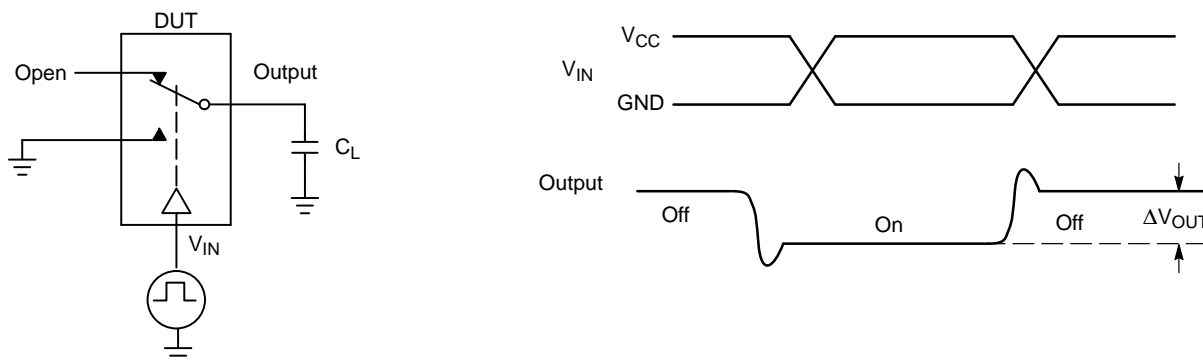 DUT
Open
Output
C_L
V_IN
V_CC
V_IN
GND
Output
Off
On
Off
ΔV_OUT